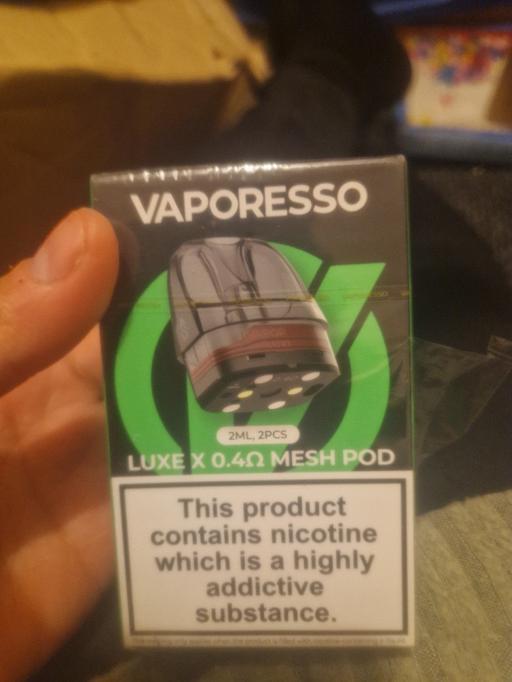 VAPORESSO
2ML, 2PCS
LUXE X 0.4Ω MESH POD
This product
contains nicotine
which is a highly
addictive
substance.